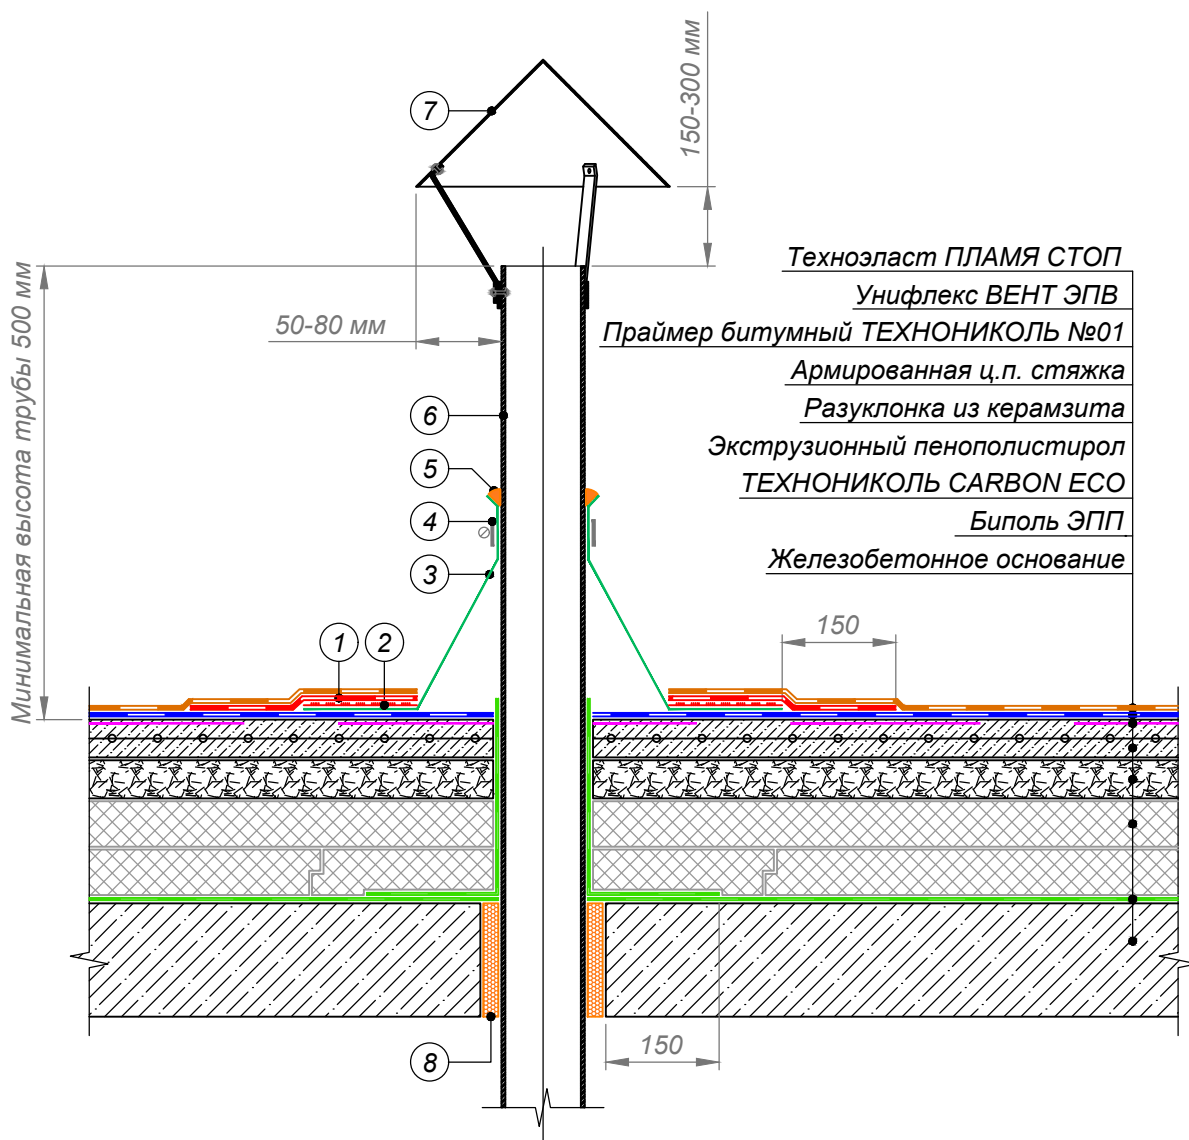 7
150-300 мм
Техноэласт ПЛАМЯ СТОП
Унифлекс ВЕНТ ЭПВ
50-80 мм
Праймер битумный ТЕХНОНИКОЛЬ №01
Армированная ц.п. стяжка
Минимальная высота трубы 500 мм
6
Разуклонка из керамзита
Экструзионный пенополистирол
5
ТЕХНОНИКОЛЬ CARBON ECO
4
Биполь ЭПП
Железобетонное основание
3
1
2
150
150
8